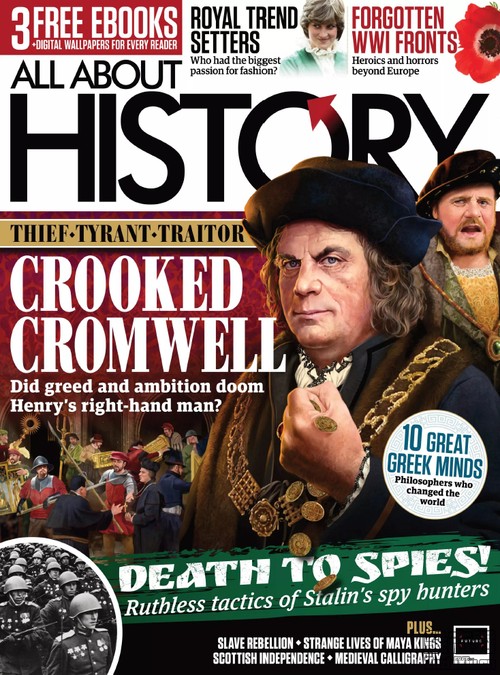 3 FREE EBOOKS
+DIGITAL WALLPAPERS FOR EVERY READER
ROYAL TREND
SETTERS
Who had the biggest
passion for fashion?
FORGOTTEN
WWI FRONTS
Heroics and horrors
beyond Europe
ALL ABOUT
HISTORY
THIEF•TYRANT•TRAITOR
CROOKED
CROMWELL
Did greed and ambition doom
Henry's right-hand man?
10 GREAT
GREEK MINDS
Philosophers who
changed the
world
DEATH TO SPIES!
Ruthless tactics of Stalin's spy hunters
PLUS...
SLAVE REBELLION • STRANGE LIVES OF MAYA KINGS
SCOTTISH INDEPENDENCE • MEDIEVAL CALLIGRAPHY
FUTURE